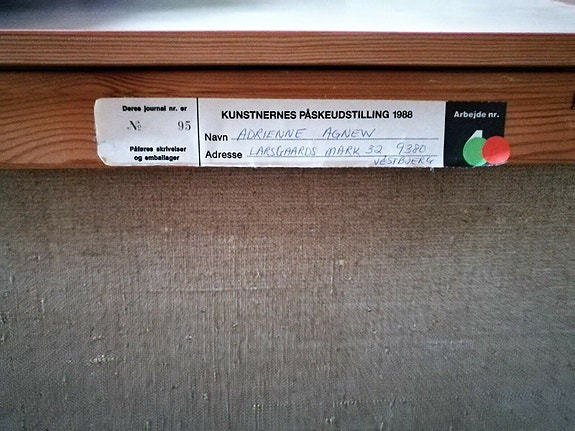 Deres journal nr. er
№ 95
Påføres skrivelser
og emballager
KUNSTNERNES PÅSKEUDSTILLING 1988
Navn ADRIENNE AGNEW
Adresse LARSGAARDS MARK 32 9380
VESTBJERG
Arbejde nr.